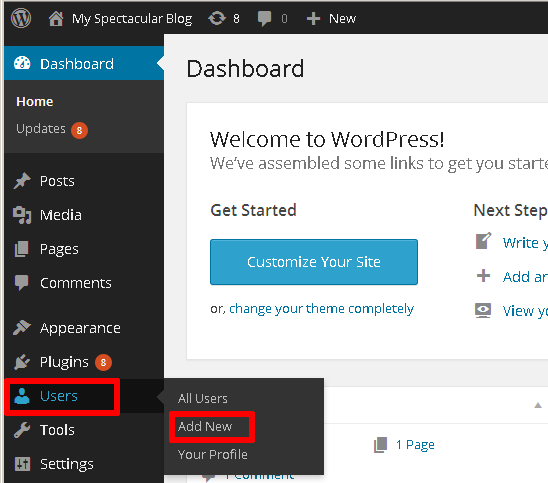 My Spectacular Blog 8 0 New
Dashboard
Home
Updates 8
Posts
Media
Pages
Comments
Appearance
Plugins 8
Users
Tools
Settings
All Users
Add New
Your Profile
Dashboard
Welcome to WordPress!
We've assembled some links to get you starte
Get Started
Customize Your Site
or, change your theme completely
Next Step
Write y
Add an
View yo
1 Page
1 Comment